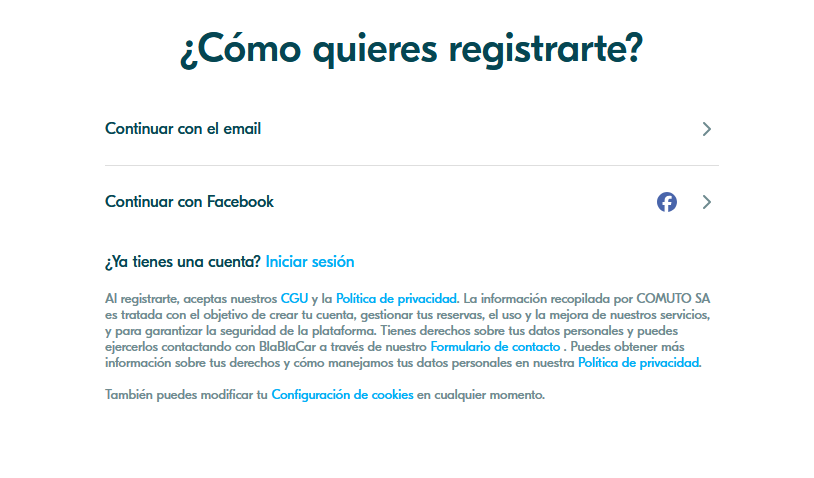 ¿Cómo quieres registrarte?
Continuar con el email
Continuar con Facebook
¿Ya tienes una cuenta? Iniciar sesión
Al registrarte, aceptas nuestros CGU y la Política de privacidad. La información recopilada por COMUTO SA
es tratada con el objetivo de crear tu cuenta, gestionar tus reservas, el uso y la mejora de nuestros servicios,
y para garantizar la seguridad de la plataforma. Tienes derechos sobre tus datos personales y puedes
ejercerlos contactando con BlaBlaCar a través de nuestro Formulario de contacto . Puedes obtener más
información sobre tus derechos y cómo manejamos tus datos personales en nuestra Política de privacidad.
También puedes modificar tu Configuración de cookies en cualquier momento.